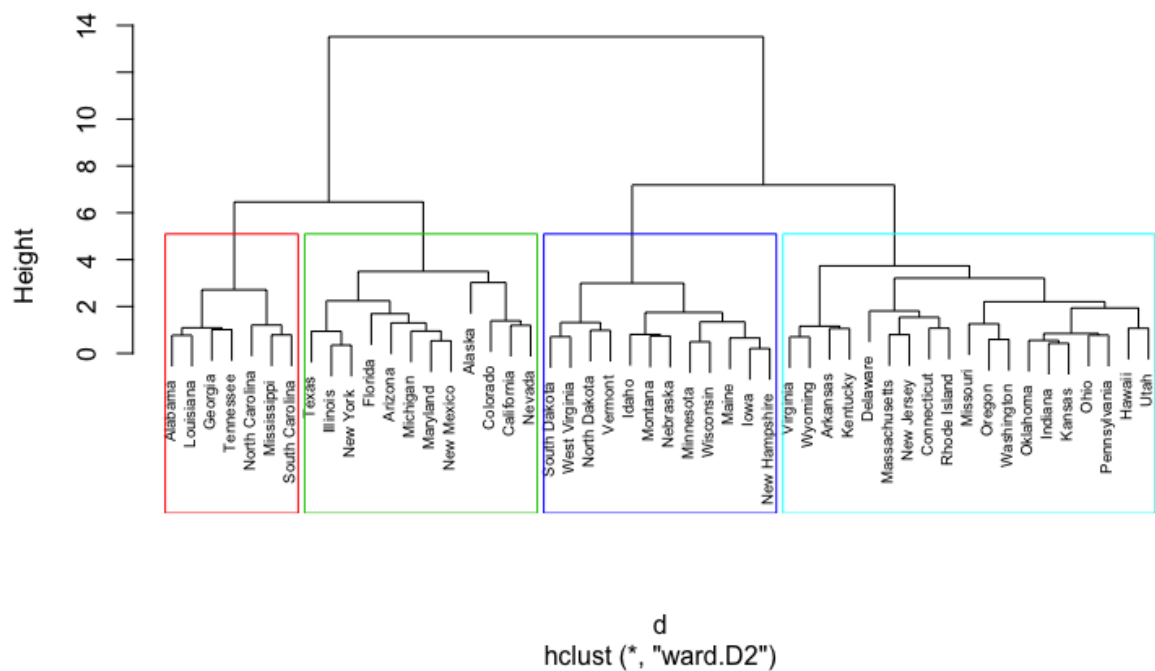 14
10
8
6
4
2
0
Height
Alabama
Louisiana
Georgia
Tennessee
North Carolina
Mississippi
South Carolina
Texas
Illinois
New York
Florida
Arizona
Michigan
Maryland
New Mexico
Alaska
Colorado
California
Nevada
South Dakota
West Virginia
North Dakota
Vermont
Idaho
Montana
Nebraska
Minnesota
Wisconsin
Maine
Iowa
New Hampshire
Virginia
Wyoming
Arkansas
Kentucky
Delaware
Massachusetts
New Jersey
Connecticut
Rhode Island
Missouri
Oregon
Washington
Oklahoma
Indiana
Kansas
Ohio
Pennsylvania
Hawaii
Utah
d
hclust (*, "ward.D2")